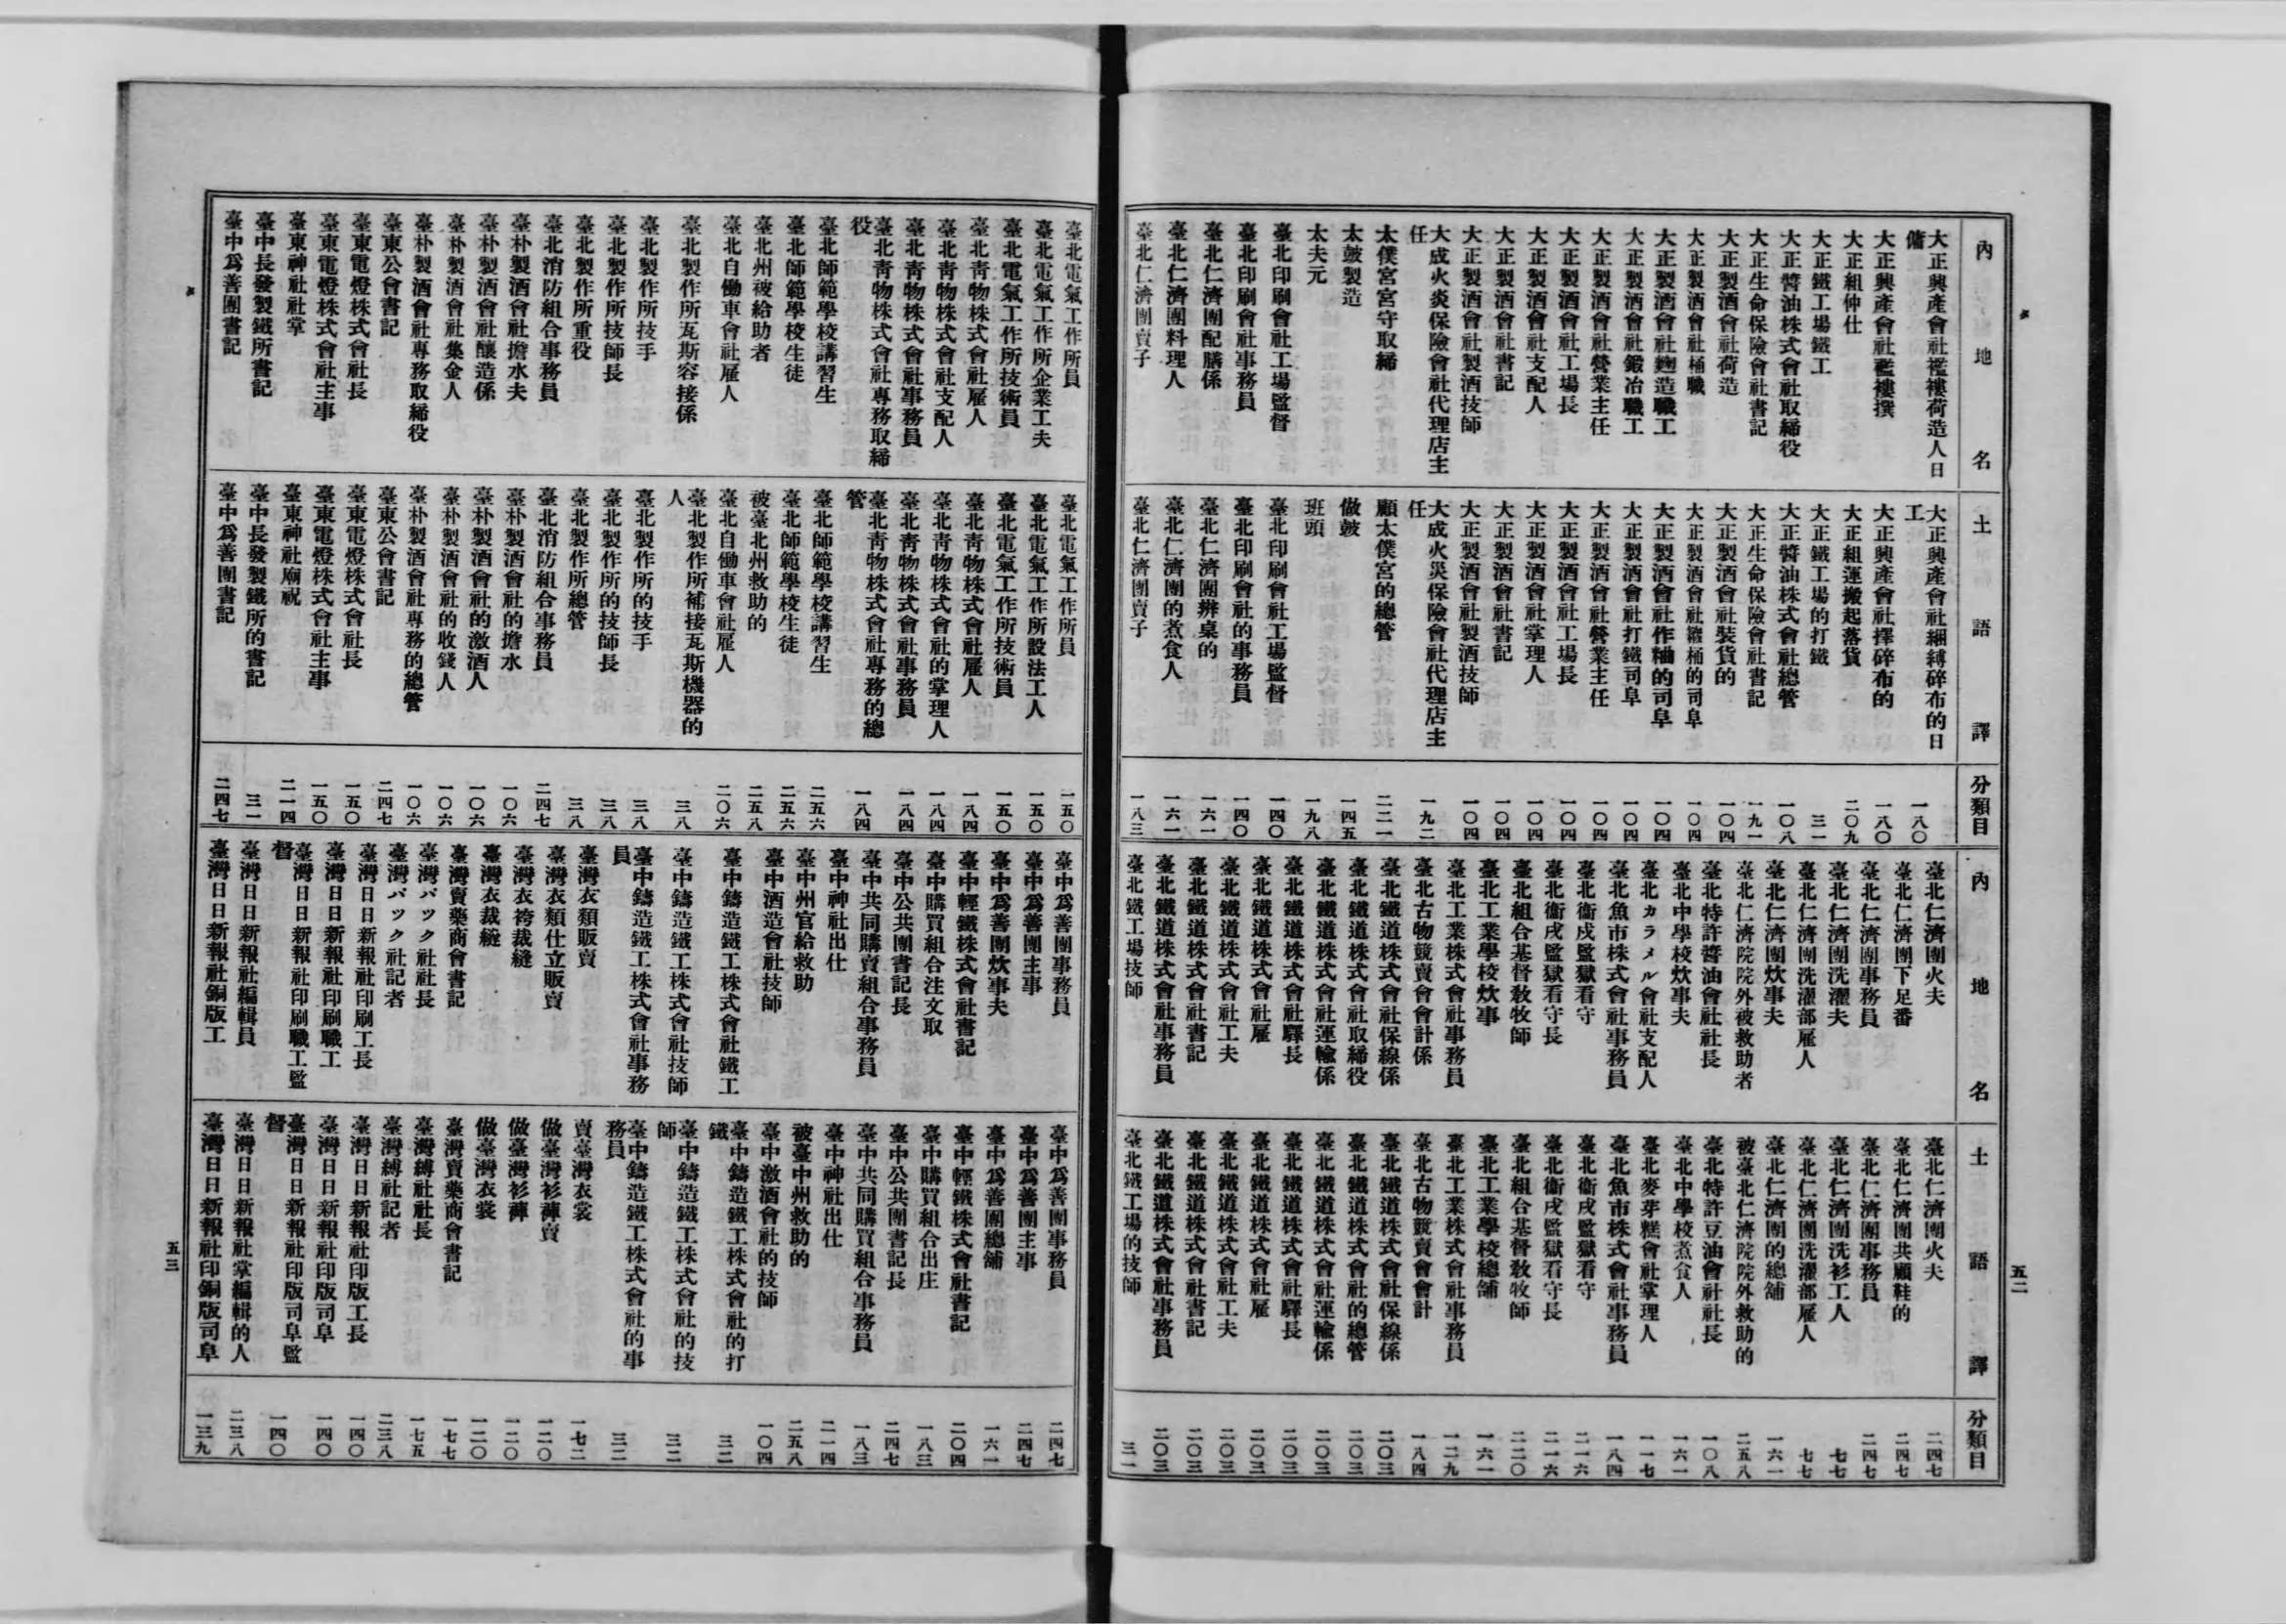 内地名
大正興產會社襤褸荷造人日傭
大正興產會社襤褸撰
大正組仲仕
大正鐵工場鐵工
大正醬油株式會社取締役
大正生命保險會社書記
大正製酒會社荷造
大正製酒會社桶職
大正製酒會社麴造職工
大正製酒會社鍛冶職工
大正製酒會社營業主任
大正製酒會社工場長
大正製酒會社支配人
大正製酒會社書記
大正製酒會社製酒技師
大成火炎保險會社代理店主任
太僕宮宮守取締
太皷製造
太夫元
臺北印刷會社工場監督
臺北印刷會社事務員
臺北仁濟團配膳係
臺北仁濟團料理人
臺北仁濟團賣子
土語譯
大正興產會社綑縛碎布的日工
大正興產會社擇碎布的
大正組運搬起落貨
大正鐵工場的打鐵
大正醬油株式會社總管
大正生命保險會社書記
大正製酒會社裝貨的
大正製酒會社箍桶的司阜
大正製酒會社作粬的司阜
大正製酒會社打鐵司阜
大正製酒會社營業主任
大正製酒會社工場長
大正製酒會社掌理人
大正製酒會社書記
大正製酒會社製酒技師
大成火災保險會社代理店主任
顧太僕宮的總管
做皷
班頭
臺北印刷會社工場監督
臺北印刷會社的事務員
臺北仁濟團辨桌的
臺北仁濟團的煮食人
臺北仁濟團賣子
分類目
一八〇
一八〇
二〇九
三一
一〇八
一九一
一〇四
一〇四
一〇四
一〇四
一〇四
一〇四
一〇四
一〇四
一〇四
一九二
二二一
一四五
一九八
一四〇
一四〇
一六一
一六一
一八三
内地名
臺北仁濟團火夫
臺北仁濟團下足番
臺北仁濟團事務員
臺北仁濟團洗濯夫
臺北仁濟團洗濯部雇人
臺北仁濟團炊事夫
臺北仁濟院院外被救助者
臺北特許醬油會社社長
臺北中學校炊事夫
臺北カラメル會社支配人
臺北魚市株式會社事務員
臺北衞戍監獄看守
臺北衞戍監獄看守長
臺北組合基督敎牧師
臺北工業學校炊事
臺北工業株式會社事務員
臺北古物競賣會會計係
臺北鐵道株式會社保線係
臺北鐵道株式會社取締役
臺北鐵道株式會社運輸係
臺北鐵道株式會社驛長
臺北鐵道株式會社雇
臺北鐵道株式會社工夫
臺北鐵道株式會社書記
臺北鐵道株式會社事務員
臺北鐵工場技師
土語譯
臺北仁濟團火夫
臺北仁濟團共顧鞋的
臺北仁濟團事務員
臺北仁濟團洗衫工人
臺北仁濟團洗濯部雇人
臺北仁濟團的總舖
被臺北仁濟院院外救助的
臺北特許豆油會社社長
臺北中學校煮食人
臺北麥芽糕會社掌理人
臺北魚市株式會社事務員
臺北衞戍監獄看守
臺北衞戍監獄看守長
臺北組合基督敎牧師
臺北工業學校總舖
臺北工業株式會社事務員
臺北古物競賣會會計
臺北鐵道株式會社保線係
臺北鐵道株式會社的總管
臺北鐵道株式會社運輸係
臺北鐵道株式會社驛長
臺北鐵道株式會社雇
臺北鐵道株式會社工夫
臺北鐵道株式會社書記
臺北鐵道株式會社事務員
臺北鐵工場的技師
分類目
二四七
二四七
二四七
七七
七七
一六一
二五八
一〇八
一六一
一一七
一八四
二一六
二一六
二二〇
一六一
一二九
一八四
二〇三
二〇三
二〇三
二〇三
二〇三
二〇三
二〇三
二〇三
三一
五二
臺北電氣工作所員
臺北電氣工作所企業工夫
臺北電氣工作所技術員
臺北靑物株式會社雇人
臺北靑物株式會社支配人
臺北靑物株式會社事務員
臺北靑物株式會社専務取締役
臺北師範學校講習生
臺北師範學校生徒
臺北州被給助者
臺北自働車會社雇人
臺北製作所瓦斯容接係
臺北製作所技手
臺北製作所技師長
臺北製作所重役
臺北消防組合事務員
臺朴製酒會社擔水夫
臺朴製酒會社釀造係
臺朴製酒會社集金人
臺朴製酒會社専務取締役
臺東公會書記
臺東電燈株式會社長
臺東電燈株式會社主事
臺東神社社掌
臺中長發製鐵所書記
臺中爲善團書記
臺北電氣工作所員
臺北電氣工作所設法工人
臺北電氣工作所技術員
臺北靑物株式會社雇人
臺北靑物株式會社的掌理人
臺北靑物株式會社事務員
臺北靑物株式會社専務的總管
臺北師範學校講習生
臺北師範學校生徒
被臺北州救助的
臺北自働車會社雇人
臺北製作所補接瓦斯機器的人
臺北製作所的技手
臺北製作所的技師長
臺北製作所總管
臺北消防組合事務員
臺朴製酒會社的擔水
臺朴製酒會社的激酒人
臺朴製酒會社的收錢人
臺朴製酒會社専務的總管
臺東公會書記
臺東電燈株式會社長
臺東電燈株式會社主事
臺東神社廟祝
臺中長發製鐵所的書記
臺中爲善團書記
一五〇
一五〇
一五〇
一八四
一八四
一八四
一八四
二五六
二五六
二五八
二〇六
三八
三八
三八
三八
二四七
一〇六
一〇六
一〇六
一〇六
二四七
一五〇
一五〇
二一四
三一
二四七
臺中爲善團事務員
臺中爲善團主事
臺中爲善團炊事夫
臺中輕鐵株式會社書記
臺中購買組合注文取
臺中公共團書記長
臺中共同購賣組合事務員
臺中神社出仕
臺中州官給救助
臺中酒造會社技師
臺中鑄造鐵工株式會社鐵工
臺中鑄造鐵工株式會社技師
臺中鑄造鐵工株式會社事務員
臺灣衣類販賣
臺灣衣類仕立販賣
臺灣衣袴裁縫
臺灣衣裁縫
臺灣賣藥商會書記
臺灣パック社社長
臺灣パック社記者
臺灣日日新報社印刷工長
臺灣日日新報社印刷職工
臺灣日日新報社印刷職工監督
臺灣日日新報社編輯員
臺灣日日新報社銅版工
臺中爲善團事務員
臺中爲善團主事
臺中爲善團總舖
臺中輕鐵株式會社書記
臺中購買組合出庄
臺中公共團書記長
臺中共同購買組合事務員
臺中神社出仕
被臺中州救助的
臺中激酒會社的技師
臺中鑄造鐵工株式會社的打鐵
臺中鑄造鐵工株式會社的技師
臺中鑄造鐵工株式會社的事務員
賣臺灣衣裳
做臺灣衫褲賣
做臺灣衫褲
做臺灣衣裳
臺灣賣藥商會書記
臺灣縛社社長
臺灣縛社記者
臺灣日日新報社印版工長
臺灣日日新報社印版司阜
臺灣日日新報社印版司阜監督
臺灣日日新報社掌編輯的人
臺灣日日新報社印銅版司阜
二四七
二四七
一六一
二〇四
一八三
二四七
一八三
二一四
二五八
一〇四
三二
三二
三二
一七二
一二〇
一二〇
一二〇
一七七
一七五
二三八
一四〇
一四〇
一四〇
二三八
一三九
五三